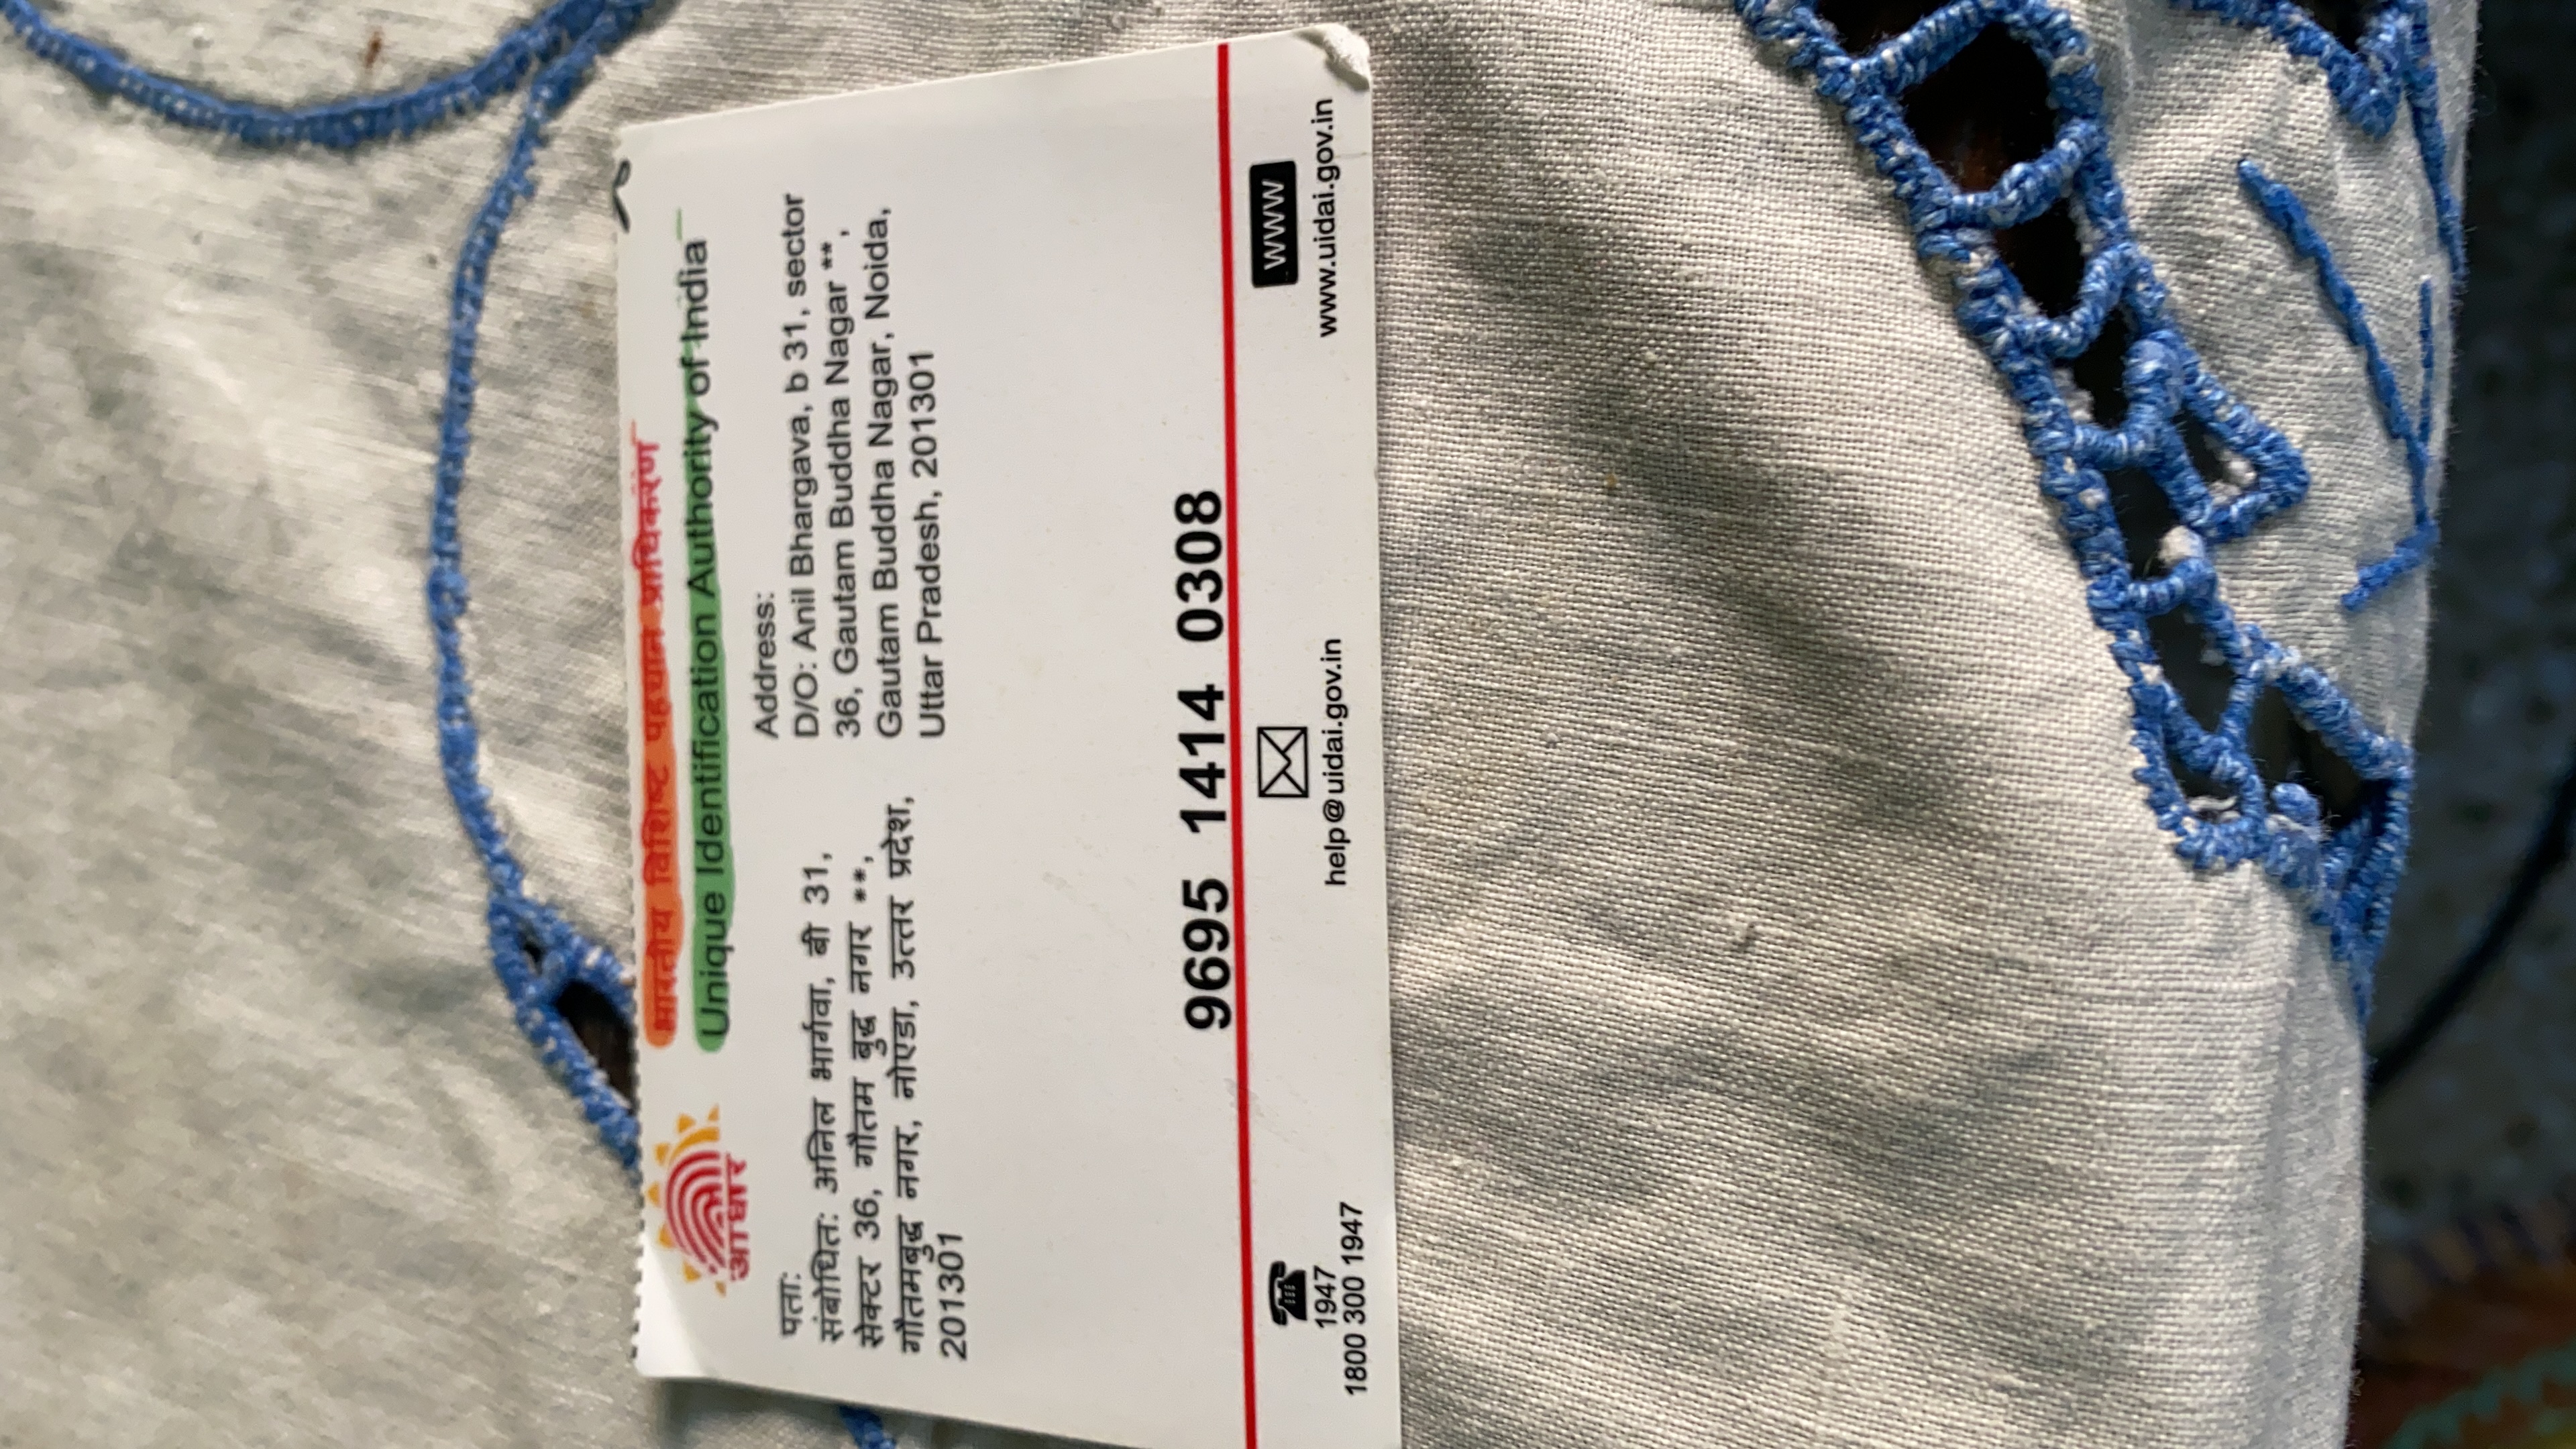 भारतीय विशिष्ट पहचान प्राधिकरण
Unique Identification Authority of India
आधार
पता:
संबोधित: अनिल भार्गवा, बी 31,
सेक्टर 36, गौतम बुद्ध नगर **,
गौतमबुद्ध नगर, नोएडा, उत्तर प्रदेश,
201301
Address:
D/O: Anil Bhargava, b 31, sector
36, Gautam Buddha Nagar **,
Gautam Buddha Nagar, Noida,
Uttar Pradesh, 201301
9695 1414 0308
1947
1800 300 1947
help@uidai.gov.in
WWW
www.uidai.gov.in